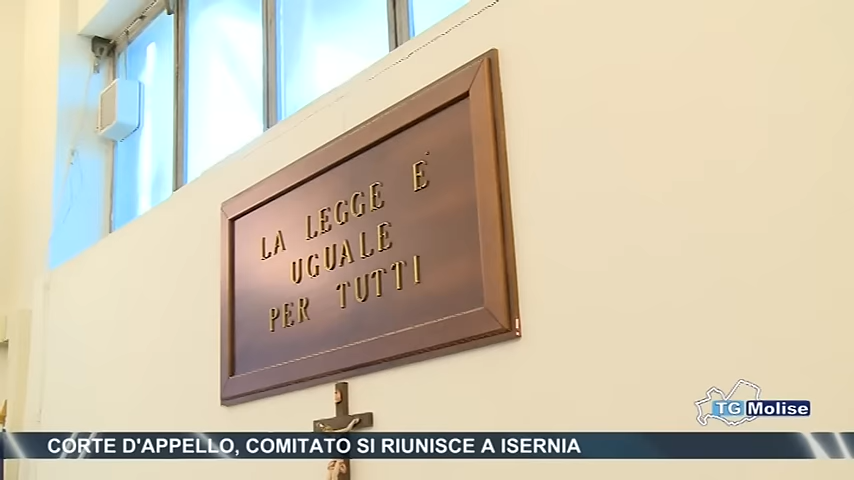 LA LEGGE E'
UGUALE
PER TUTTI
TG Molise
CORTE D'APPELLO, COMITATO SI RIUNISCE A ISERNIA